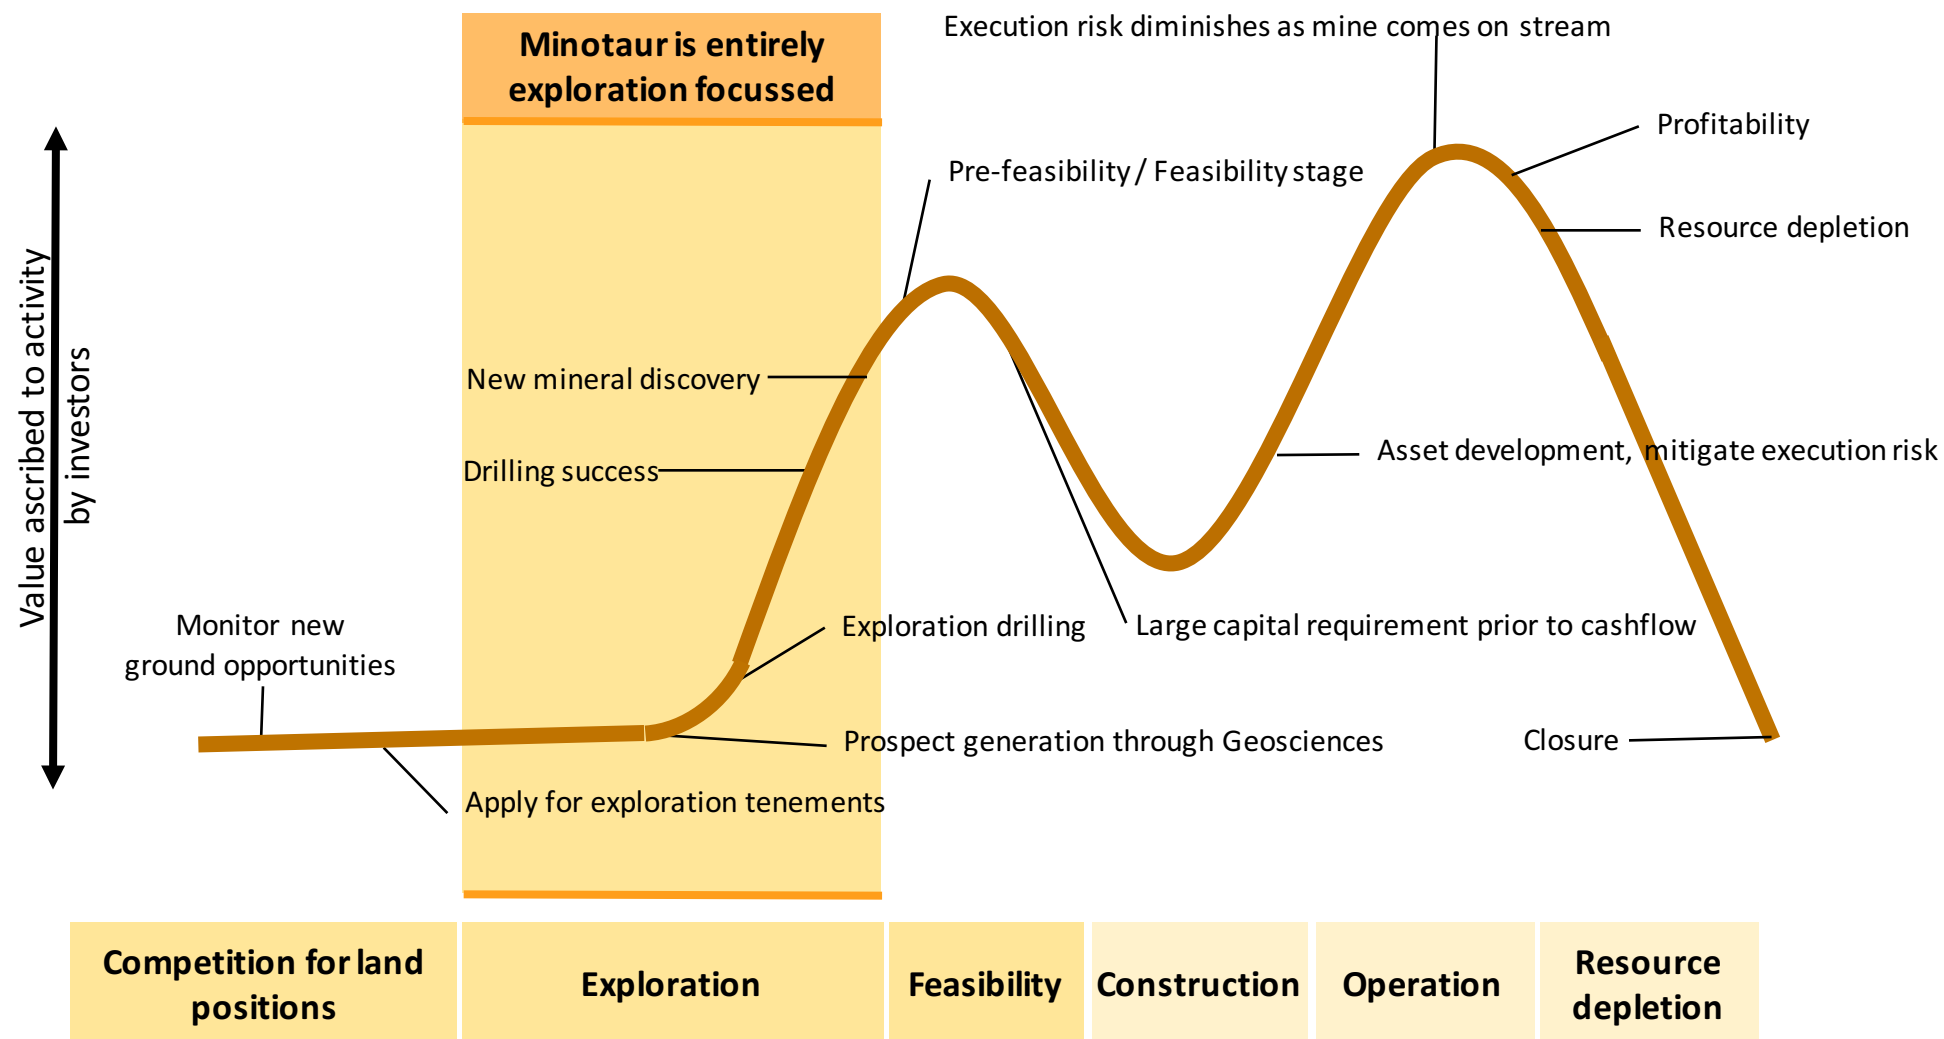 Minotaur is entirely
exploration focussed
Execution risk diminishes as mine comes on stream
Profitability
Pre-feasibility / Feasibility stage
Resource depletion
Value ascribed to activity
by investors
New mineral discovery
Drilling success
Asset development, mitigate execution risk
Monitor new
ground opportunities
Exploration drilling
Large capital requirement prior to cashflow
Prospect generation through Geosciences
Closure
Apply for exploration tenements
Competition for land
positions
Exploration
Feasibility
Construction
Operation
Resource
depletion